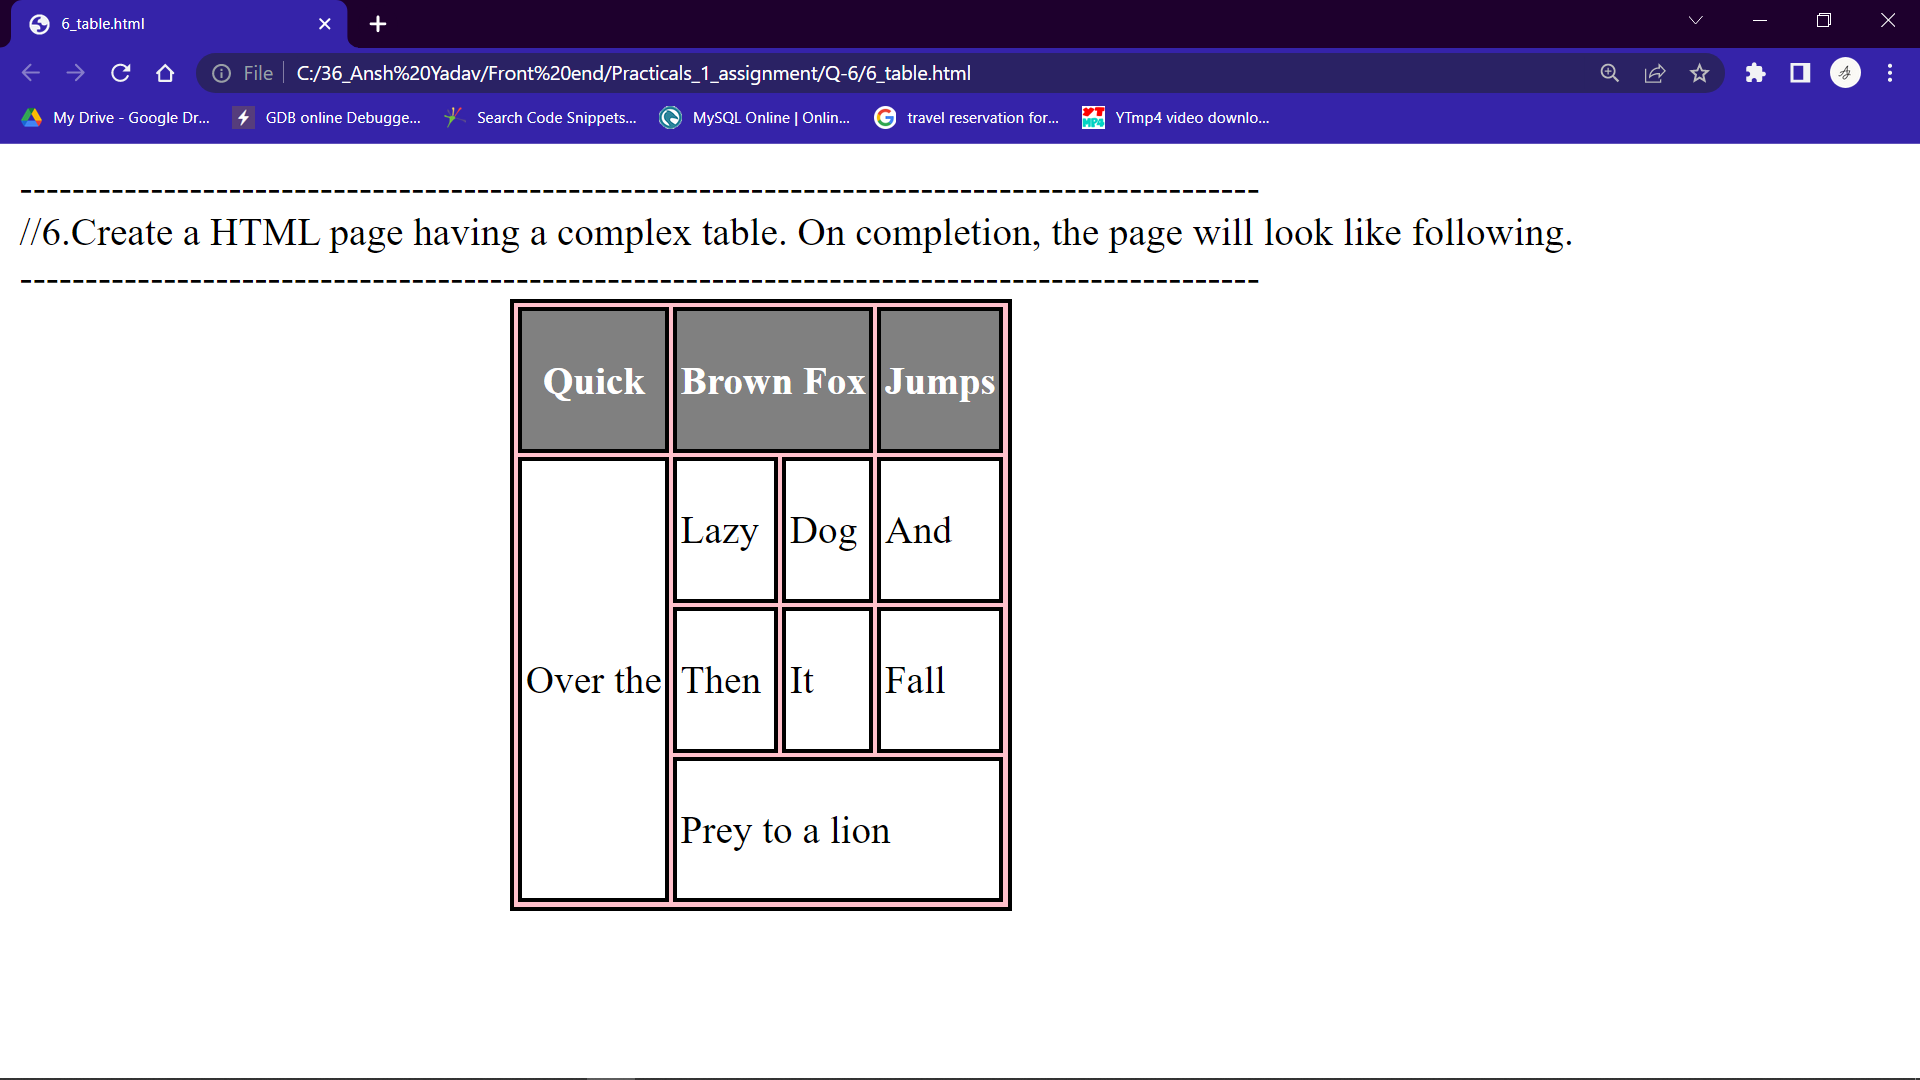 6_table.html
File C:/36_Ansh%20Yadav/Front%20end/Practicals_1_assignment/Q-6/6_table.html
My Drive - Google Dr... GDB online Debugge... Search Code Snippets... MySQL Online | Onlin... travel reservation for... YT MP4 YTmp4 video downlo...
-----------------------------------------------------------------------------------------------
//6.Create a HTML page having a complex table. On completion, the page will look like following.
-----------------------------------------------------------------------------------------------
Quick Brown Fox Jumps
Lazy Dog And
Over the Then It Fall
Prey to a lion